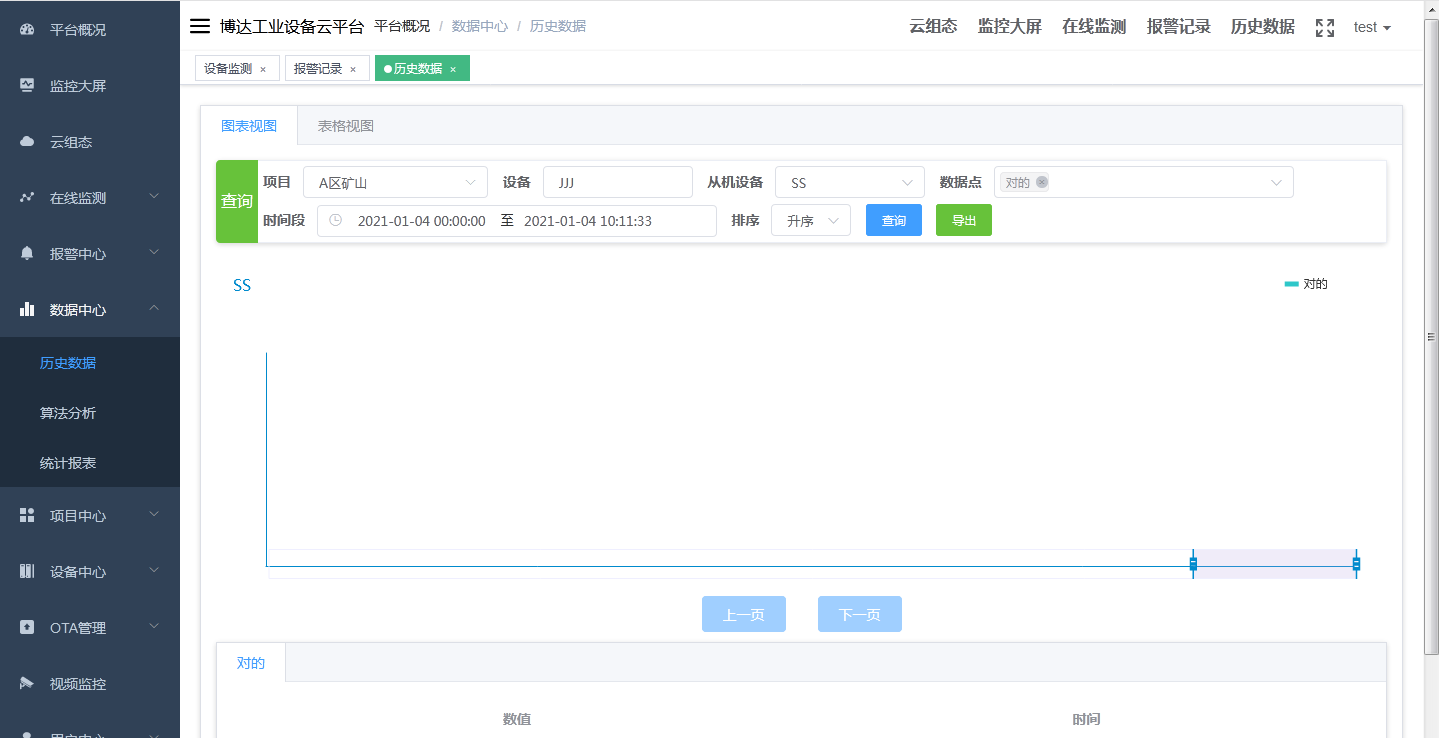 平台概况
监控大屏
云组态
在线监测
报警中心
数据中心
历史数据
算法分析
统计报表
项目中心
设备中心
OTA管理
视频监控
博达工业设备云平台 平台概况 / 数据中心 / 历史数据
云组态 监控大屏 在线监测 报警记录 历史数据 test
设备监测 × 报警记录 × 历史数据 ×
图表视图 表格视图
查询
项目 A区矿山 设备 JJJ 从机设备 SS 数据点 对的
时间段 2021-01-04 00:00:00 至 2021-01-04 10:11:33 排序 升序 查询 导出
SS 对的
上一页 下一页
对的
数值 时间